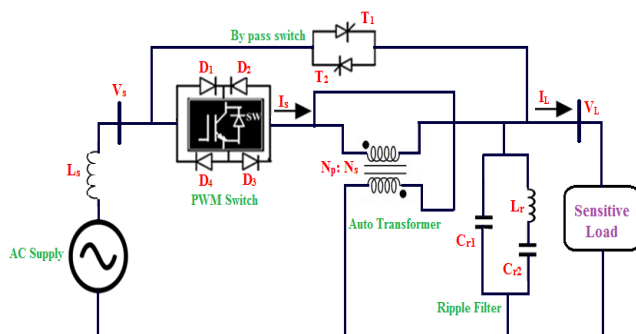 T1
By pass switch
T2
Vs
D1
D2
Is
SW
D4
D3
PWM Switch
IL
VL
Ls
Np: Ns
Auto Transformer
AC Supply
Cr1
Lr
Cr2
Ripple Filter
Sensitive
Load